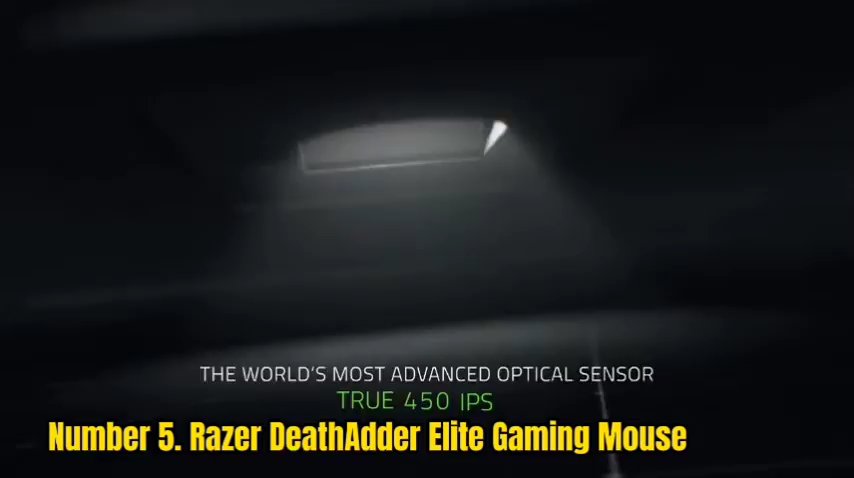 THE WORLD'S MOST ADVANCED OPTICAL SENSOR
TRUE 450 IPS
Number 5. Razer DeathAdder Elite Gaming Mouse